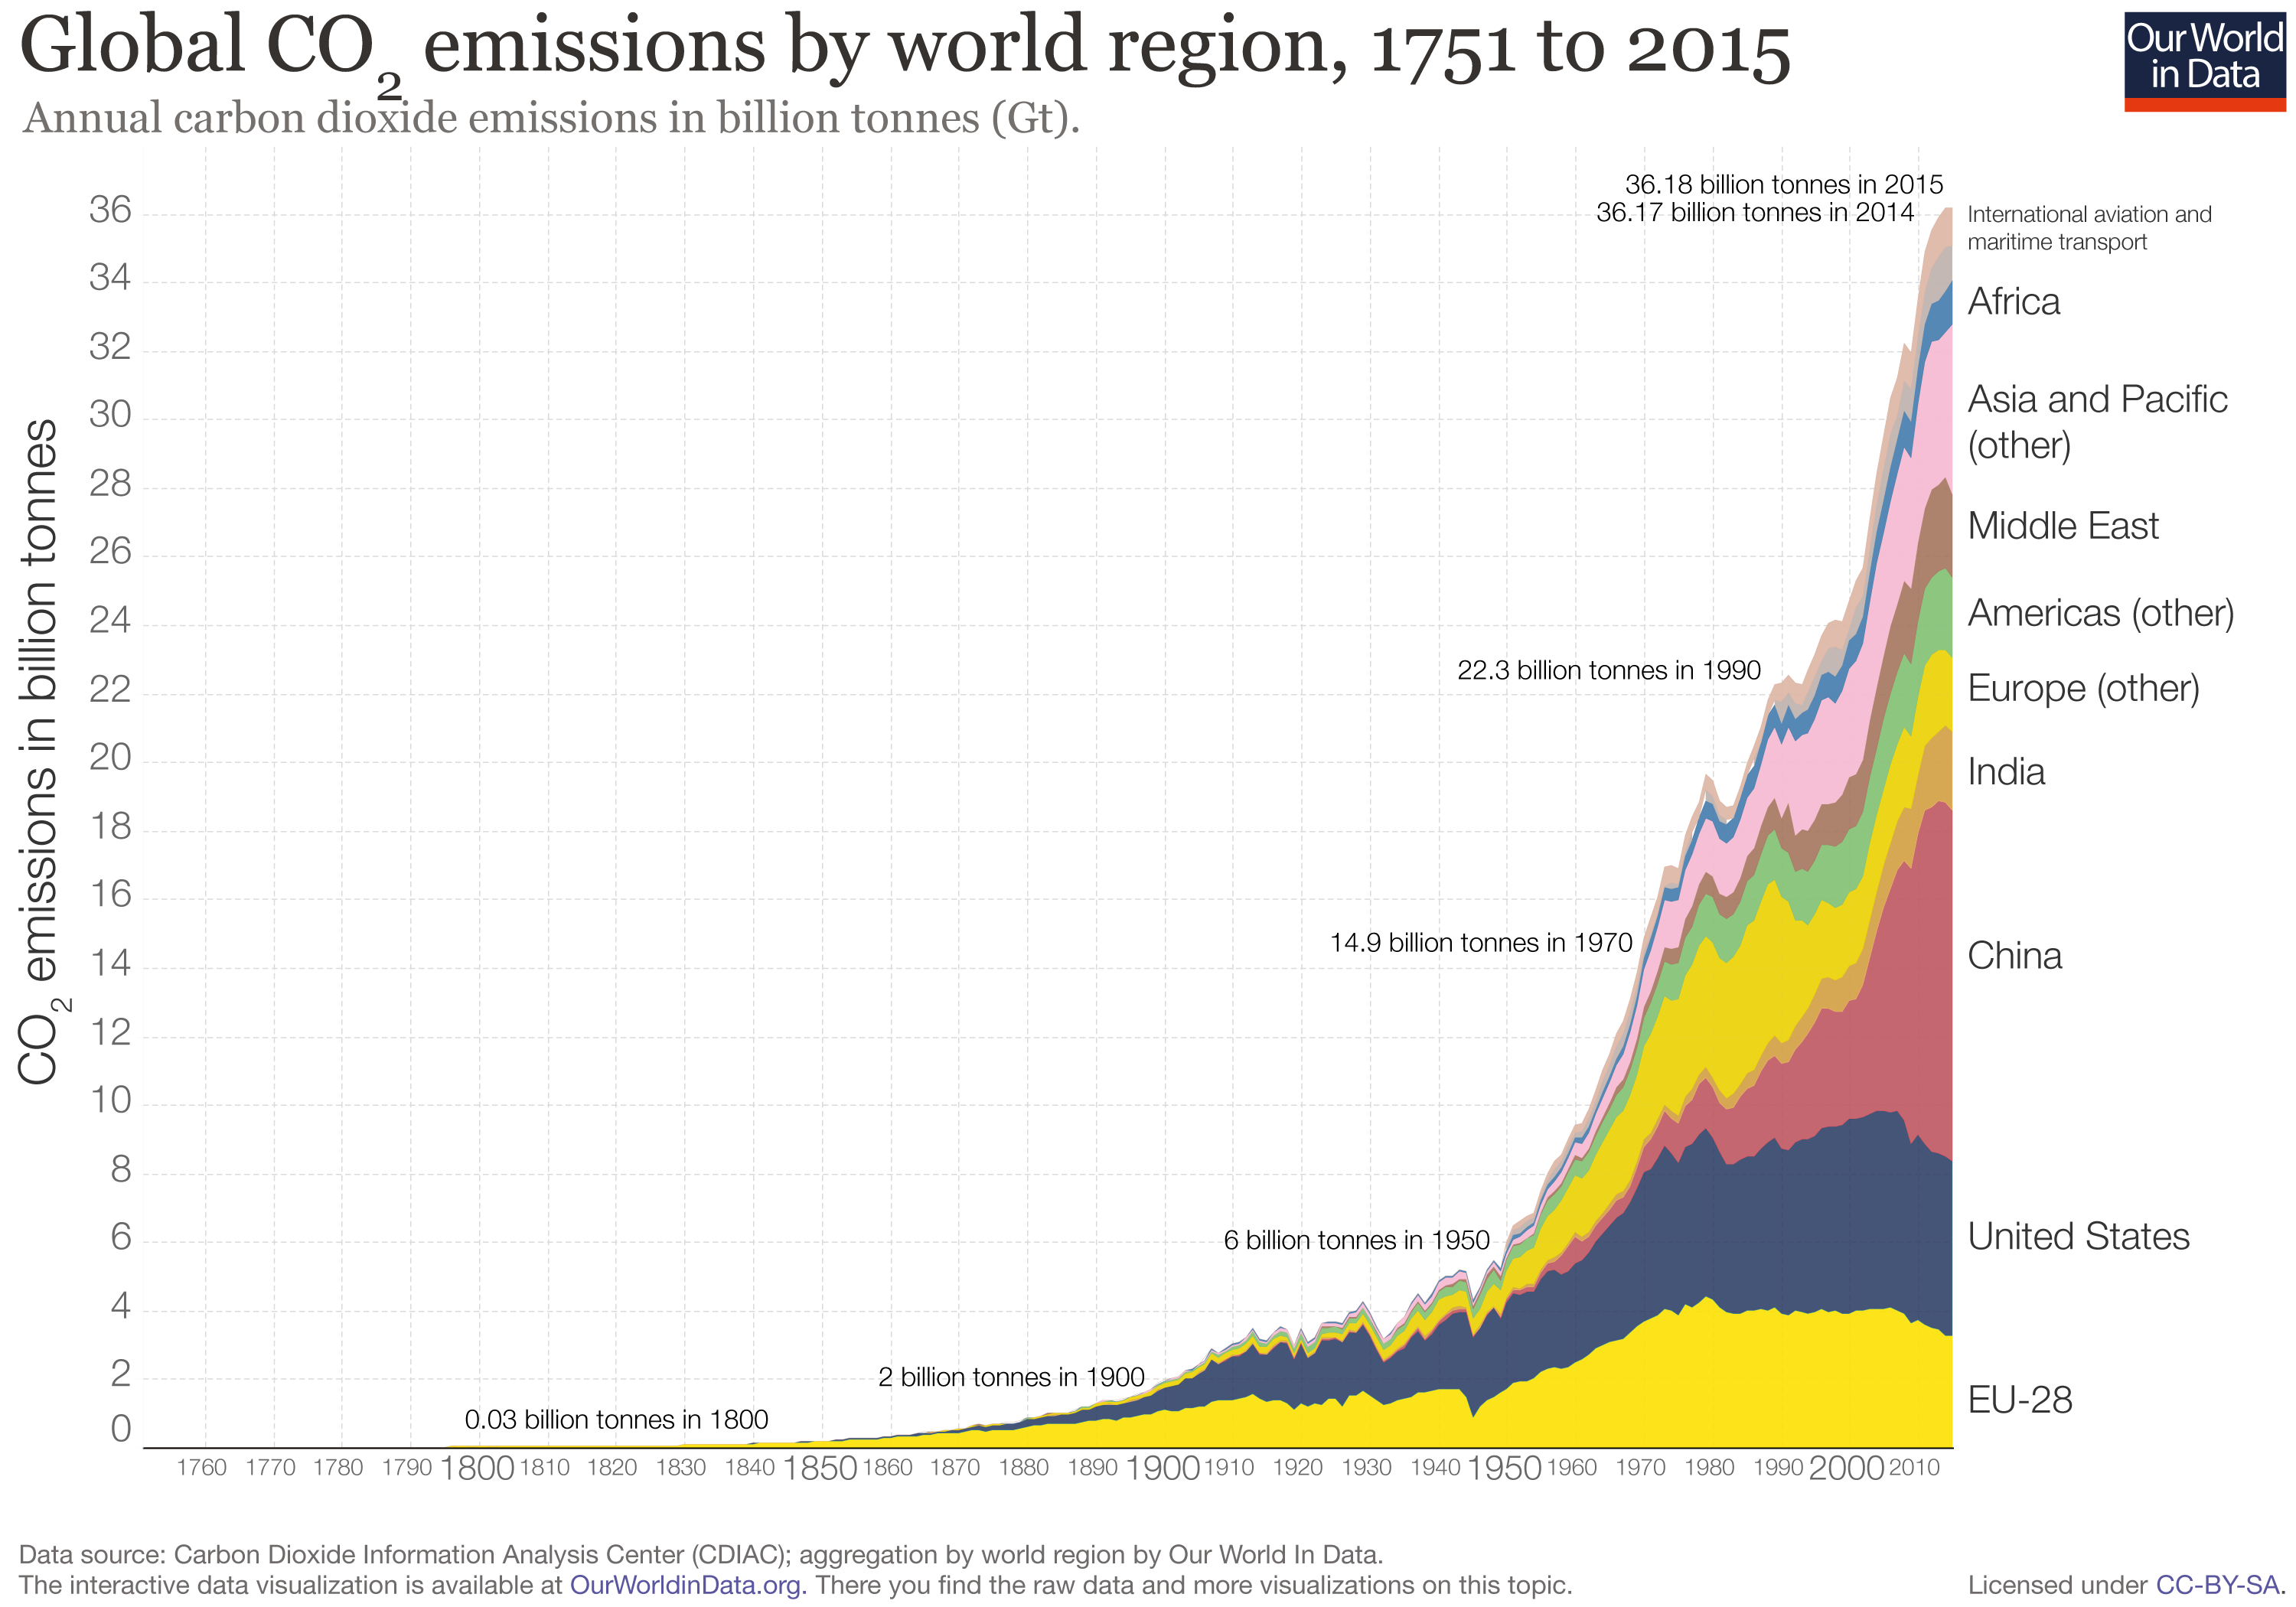 Global CO₂ emissions by world region, 1751 to 2015
Our World
in Data
Annual carbon dioxide emissions in billion tonnes (Gt).
CO₂ emissions in billion tonnes
36
34
32
30
28
26
24
22
20
18
16
14
12
10
8
6
4
2
0
36.18 billion tonnes in 2015
36.17 billion tonnes in 2014
22.3 billion tonnes in 1990
14.9 billion tonnes in 1970
6 billion tonnes in 1950
2 billion tonnes in 1900
0.03 billion tonnes in 1800
International aviation and
maritime transport
Africa
Asia and Pacific
(other)
Middle East
Americas (other)
Europe (other)
India
China
United States
EU-28
1760 1770 1780 1790 1800 1810 1820 1830 1840 1850 1860 1870 1880 1890 1900 1910 1920 1930 1940 1950 1960 1970 1980 1990 2000 2010
Data source: Carbon Dioxide Information Analysis Center (CDIAC); aggregation by world region by Our World In Data.
The interactive data visualization is available at OurWorldinData.org. There you find the raw data and more visualizations on this topic.
Licensed under CC-BY-SA.